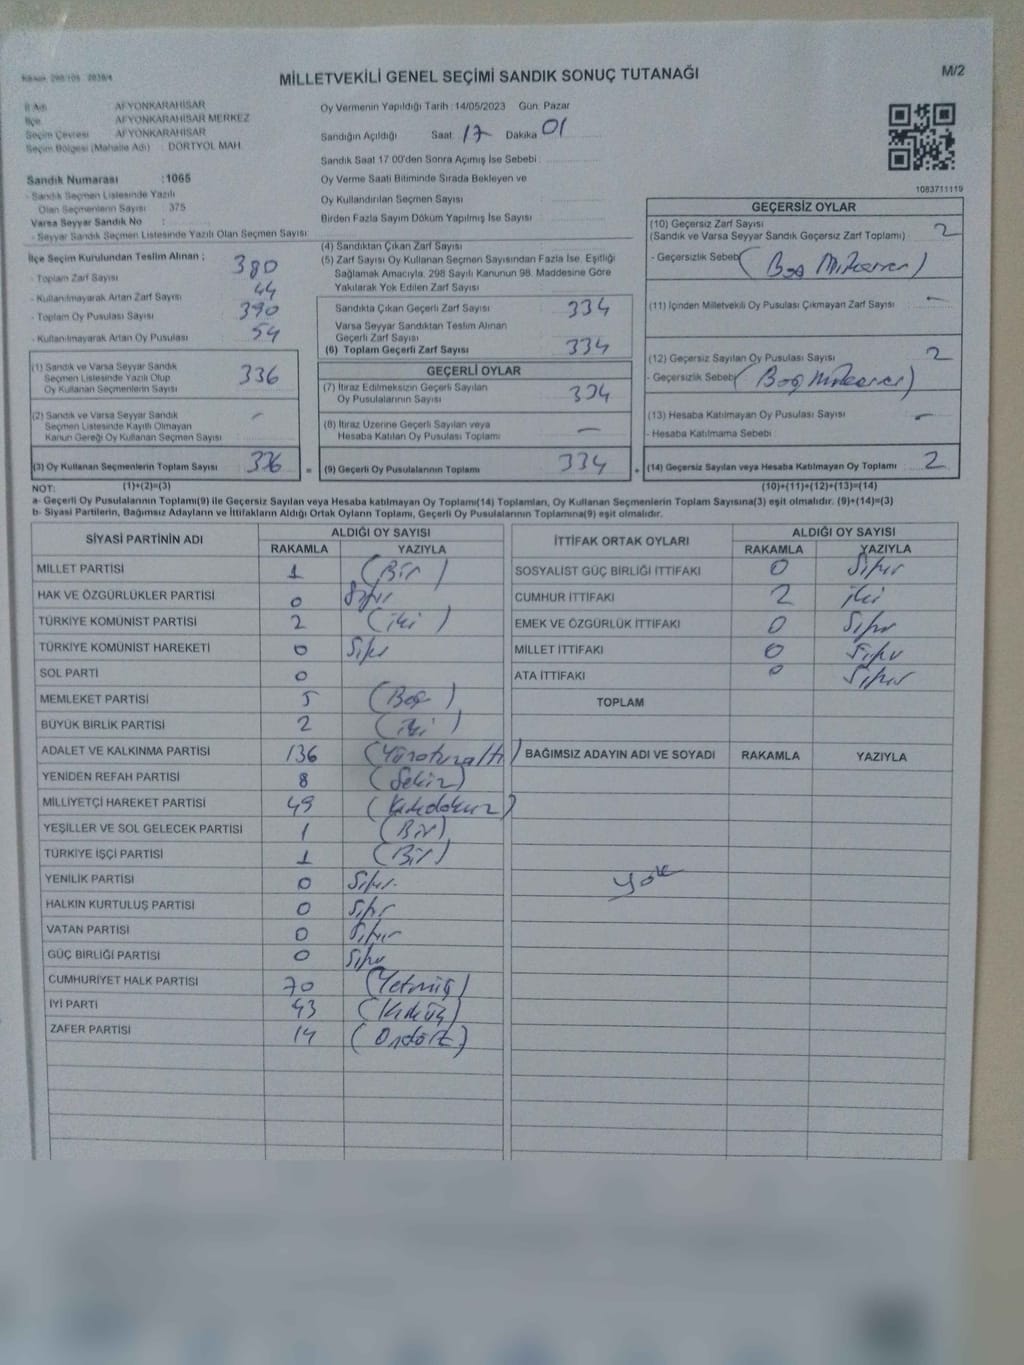 MİLLETVEKİLİ GENEL SEÇİMİ SANDIK SONUÇ TUTANAĞI
M/2
İl Adı : AFYONKARAHİSAR
İlçe : AFYONKARAHİSAR MERKEZ
Seçim Çevresi : AFYONKARAHİSAR
Seçim Bölgesi (Mahalle Adı) : DÖRTYOL MAH.
Sandık Numarası : 1065
- Sandık Seçmen Listesinde Yazılı
Olan Seçmenlerin Sayısı : 375
Varsa Seyyar Sandık No :
- Seyyar Sandık Seçmen Listesinde Yazılı Olan Seçmen Sayısı:
Oy Vermenin Yapıldığı Tarih : 14/05/2023 Gün: Pazar
Sandığın Açıldığı Saat 17 Dakika 01
Sandık Saat 17 00'den Sonra Açımış İse Sebebi :
Oy Verme Saati Bitiminde Sırada Bekleyen ve
Oy Kullandırılan Seçmen Sayısı :
Birden Fazla Sayım Döküm Yapılmış İse Sayısı :
1083711119
İlçe Seçim Kurulundan Teslim Alınan ;
- Toplam Zarf Sayısı : 380
- Kullanılmayarak Artan Zarf Sayısı : 44
- Toplam Oy Pusulası Sayısı : 390
- Kullanılmayarak Artan Oy Pusulası : 54
(1) Sandık ve Varsa Seyyar Sandık
Seçmen Listesinde Yazılı Olup
Oy Kullanan Seçmenlerin Sayısı : 336
(2) Sandık ve Varsa Seyyar Sandık
Seçmen Listesinde Kayıtlı Olmayan
Kanun Gereği Oy Kullanan Seçmen Sayısı : -
(3) Oy Kullanan Seçmenlerin Toplam Sayısı : 336
(4) Sandıktan Çıkan Zarf Sayısı :
(5) Zarf Sayısı Oy Kullanan Seçmen Sayısından Fazla İse, Eşitliği
Sağlamak Amacıyla, 298 Sayılı Kanunun 98. Maddesine Göre
Yakılarak Yok Edilen Zarf Sayısı :
Sandıkta Çıkan Geçerli Zarf Sayısı : 334
Varsa Seyyar Sandıktan Teslim Alınan
Geçerli Zarf Sayısı :
(6) Toplam Geçerli Zarf Sayısı : 334
GEÇERLİ OYLAR
(7) İtiraz Edilmeksizin Geçerli Sayılan
Oy Pusulalarının Sayısı : 334
(8) İtiraz Üzerine Geçerli Sayılan veya
Hesaba Katılan Oy Pusulası Toplamı : -
(9) Geçerli Oy Pusulalarının Toplamı : 334
GEÇERSİZ OYLAR
(10) Geçersiz Zarf Sayısı
(Sandık ve Varsa Seyyar Sandık Geçersiz Zarf Toplamı) : 2
- Geçersizlik Sebebi (Boş
(11) İçinden Milletvekili Oy Pusulası Çıkmayan Zarf Sayısı : -
(12) Geçersiz Sayılan Oy Pusulası Sayısı : 2
- Geçersizlik Sebebi (Boş
(13) Hesaba Katılmayan Oy Pusulası Sayısı : -
- Hesaba Katılmama Sebebi :
(14) Geçersiz Sayılan veya Hesaba Katılmayan Oy Toplamı : 2
NOT: (1)+(2)=(3) (10)+(11)+(12)+(13)=(14)
a- Geçerli Oy Pusulalarının Toplamı(9) ile Geçersiz Sayılan veya Hesaba katılmayan Oy Toplamı(14) Toplamları, Oy Kullanan Seçmenlerin Toplam Sayısına(3) eşit olmalıdır. (9)+(14)=(3)
b- Siyasi Partilerin, Bağımsız Adayların ve İttifakların Aldığı Ortak Oyların Toplamı, Geçerli Oy Pusulalarının Toplamına(9) eşit olmalıdır.
SİYASİ PARTİNİN ADI ALDIĞI OY SAYISI
RAKAMLA YAZIYLA
MİLLET PARTİSİ 1 (Bir)
HAK VE ÖZGÜRLÜKLER PARTİSİ 0 Sıfır
TÜRKİYE KOMÜNİST PARTİSİ 2 (iki)
TÜRKİYE KOMÜNİST HAREKETİ 0 Sıfır
SOL PARTİ 0
MEMLEKET PARTİSİ 5 (Beş)
BÜYÜK BİRLİK PARTİSİ 2 (iki)
ADALET VE KALKINMA PARTİSİ 136 (Yüzotuzaltı)
YENİDEN REFAH PARTİSİ 8 (Sekiz)
MİLLİYETÇİ HAREKET PARTİSİ 49 (Kırkdokuz)
YEŞİLLER VE SOL GELECEK PARTİSİ 1 (Bir)
TÜRKİYE İŞÇİ PARTİSİ 1 (Bir)
YENİLİK PARTİSİ 0 Sıfır
HALKIN KURTULUŞ PARTİSİ 0 Sıfır
VATAN PARTİSİ 0 Sıfır
GÜÇ BİRLİĞİ PARTİSİ 0 Sıfır
CUMHURİYET HALK PARTİSİ 70 (Yetmiş)
İYİ PARTİ 43 (Kırküç)
ZAFER PARTİSİ 14 (Ondört)
İTTİFAK ORTAK OYLARI ALDIĞI OY SAYISI
RAKAMLA YAZIYLA
SOSYALİST GÜÇ BİRLİĞİ İTTİFAKI 0 Sıfır
CUMHUR İTTİFAKI 2 iki
EMEK VE ÖZGÜRLÜK İTTİFAKI 0 Sıfır
MİLLET İTTİFAKI 0 Sıfır
ATA İTTİFAKI 0 Sıfır
TOPLAM
BAĞIMSIZ ADAYIN ADI VE SOYADI RAKAMLA YAZIYLA
Yok